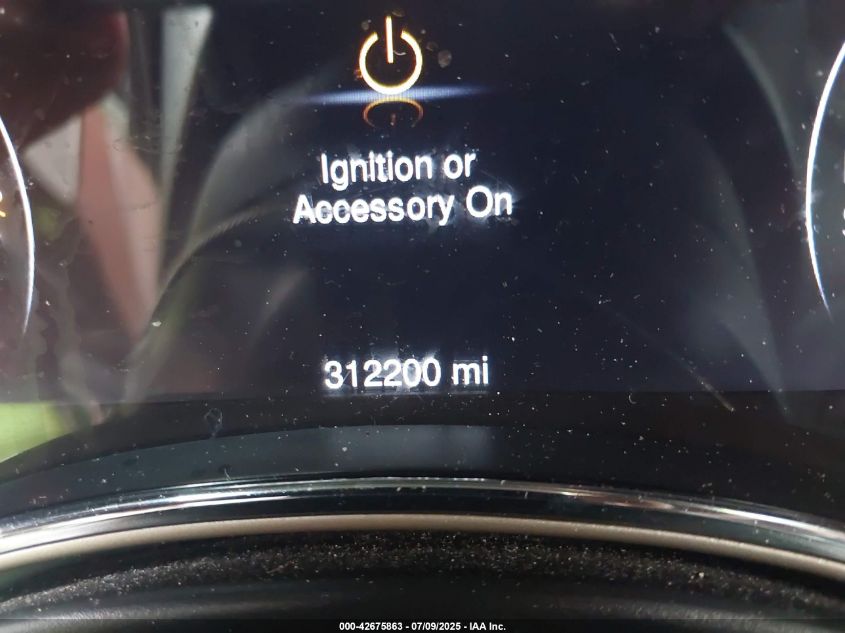 Ignition or
Accessory On
312200 mi
000-42675863 - 07/09/2025 - IAA Inc.